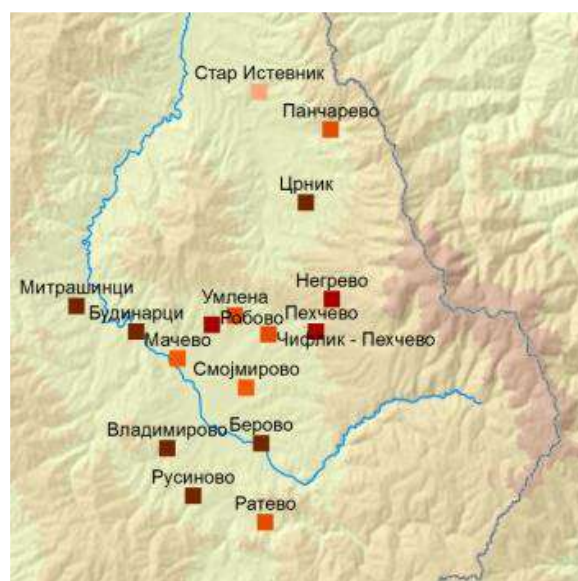 Стар Истевник
Панчарево
Црник
Негрево
Митрашинци
Умлена
Будинарци
Робово
Пехчево
Мачево
Чифлик - Пехчево
Смојмирово
Владимирово
Берово
Русиново
Ратево